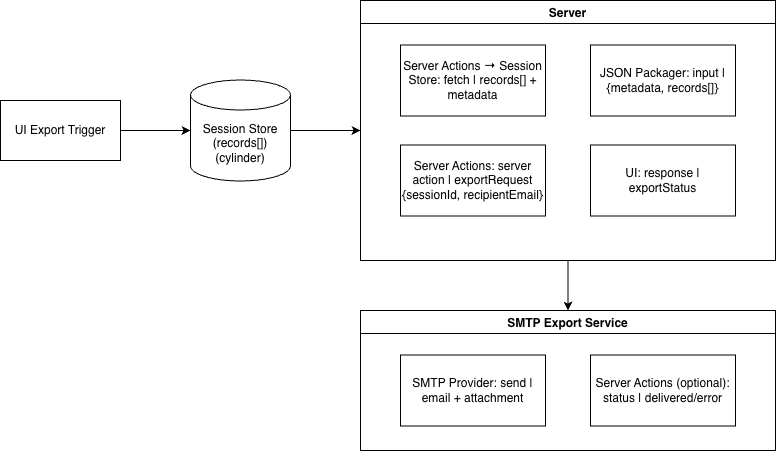 Server
Server Actions → Session
Store: fetch | records[] +
metadata
JSON Packager: input |
{metadata, records[]}
UI Export Trigger
Session Store
(records[])
(cylinder)
Server Actions: server
action | exportRequest
{sessionId, recipientEmail}
UI: response |
exportStatus
SMTP Export Service
SMTP Provider: send |
email + attachment
Server Actions (optional):
status | delivered/error